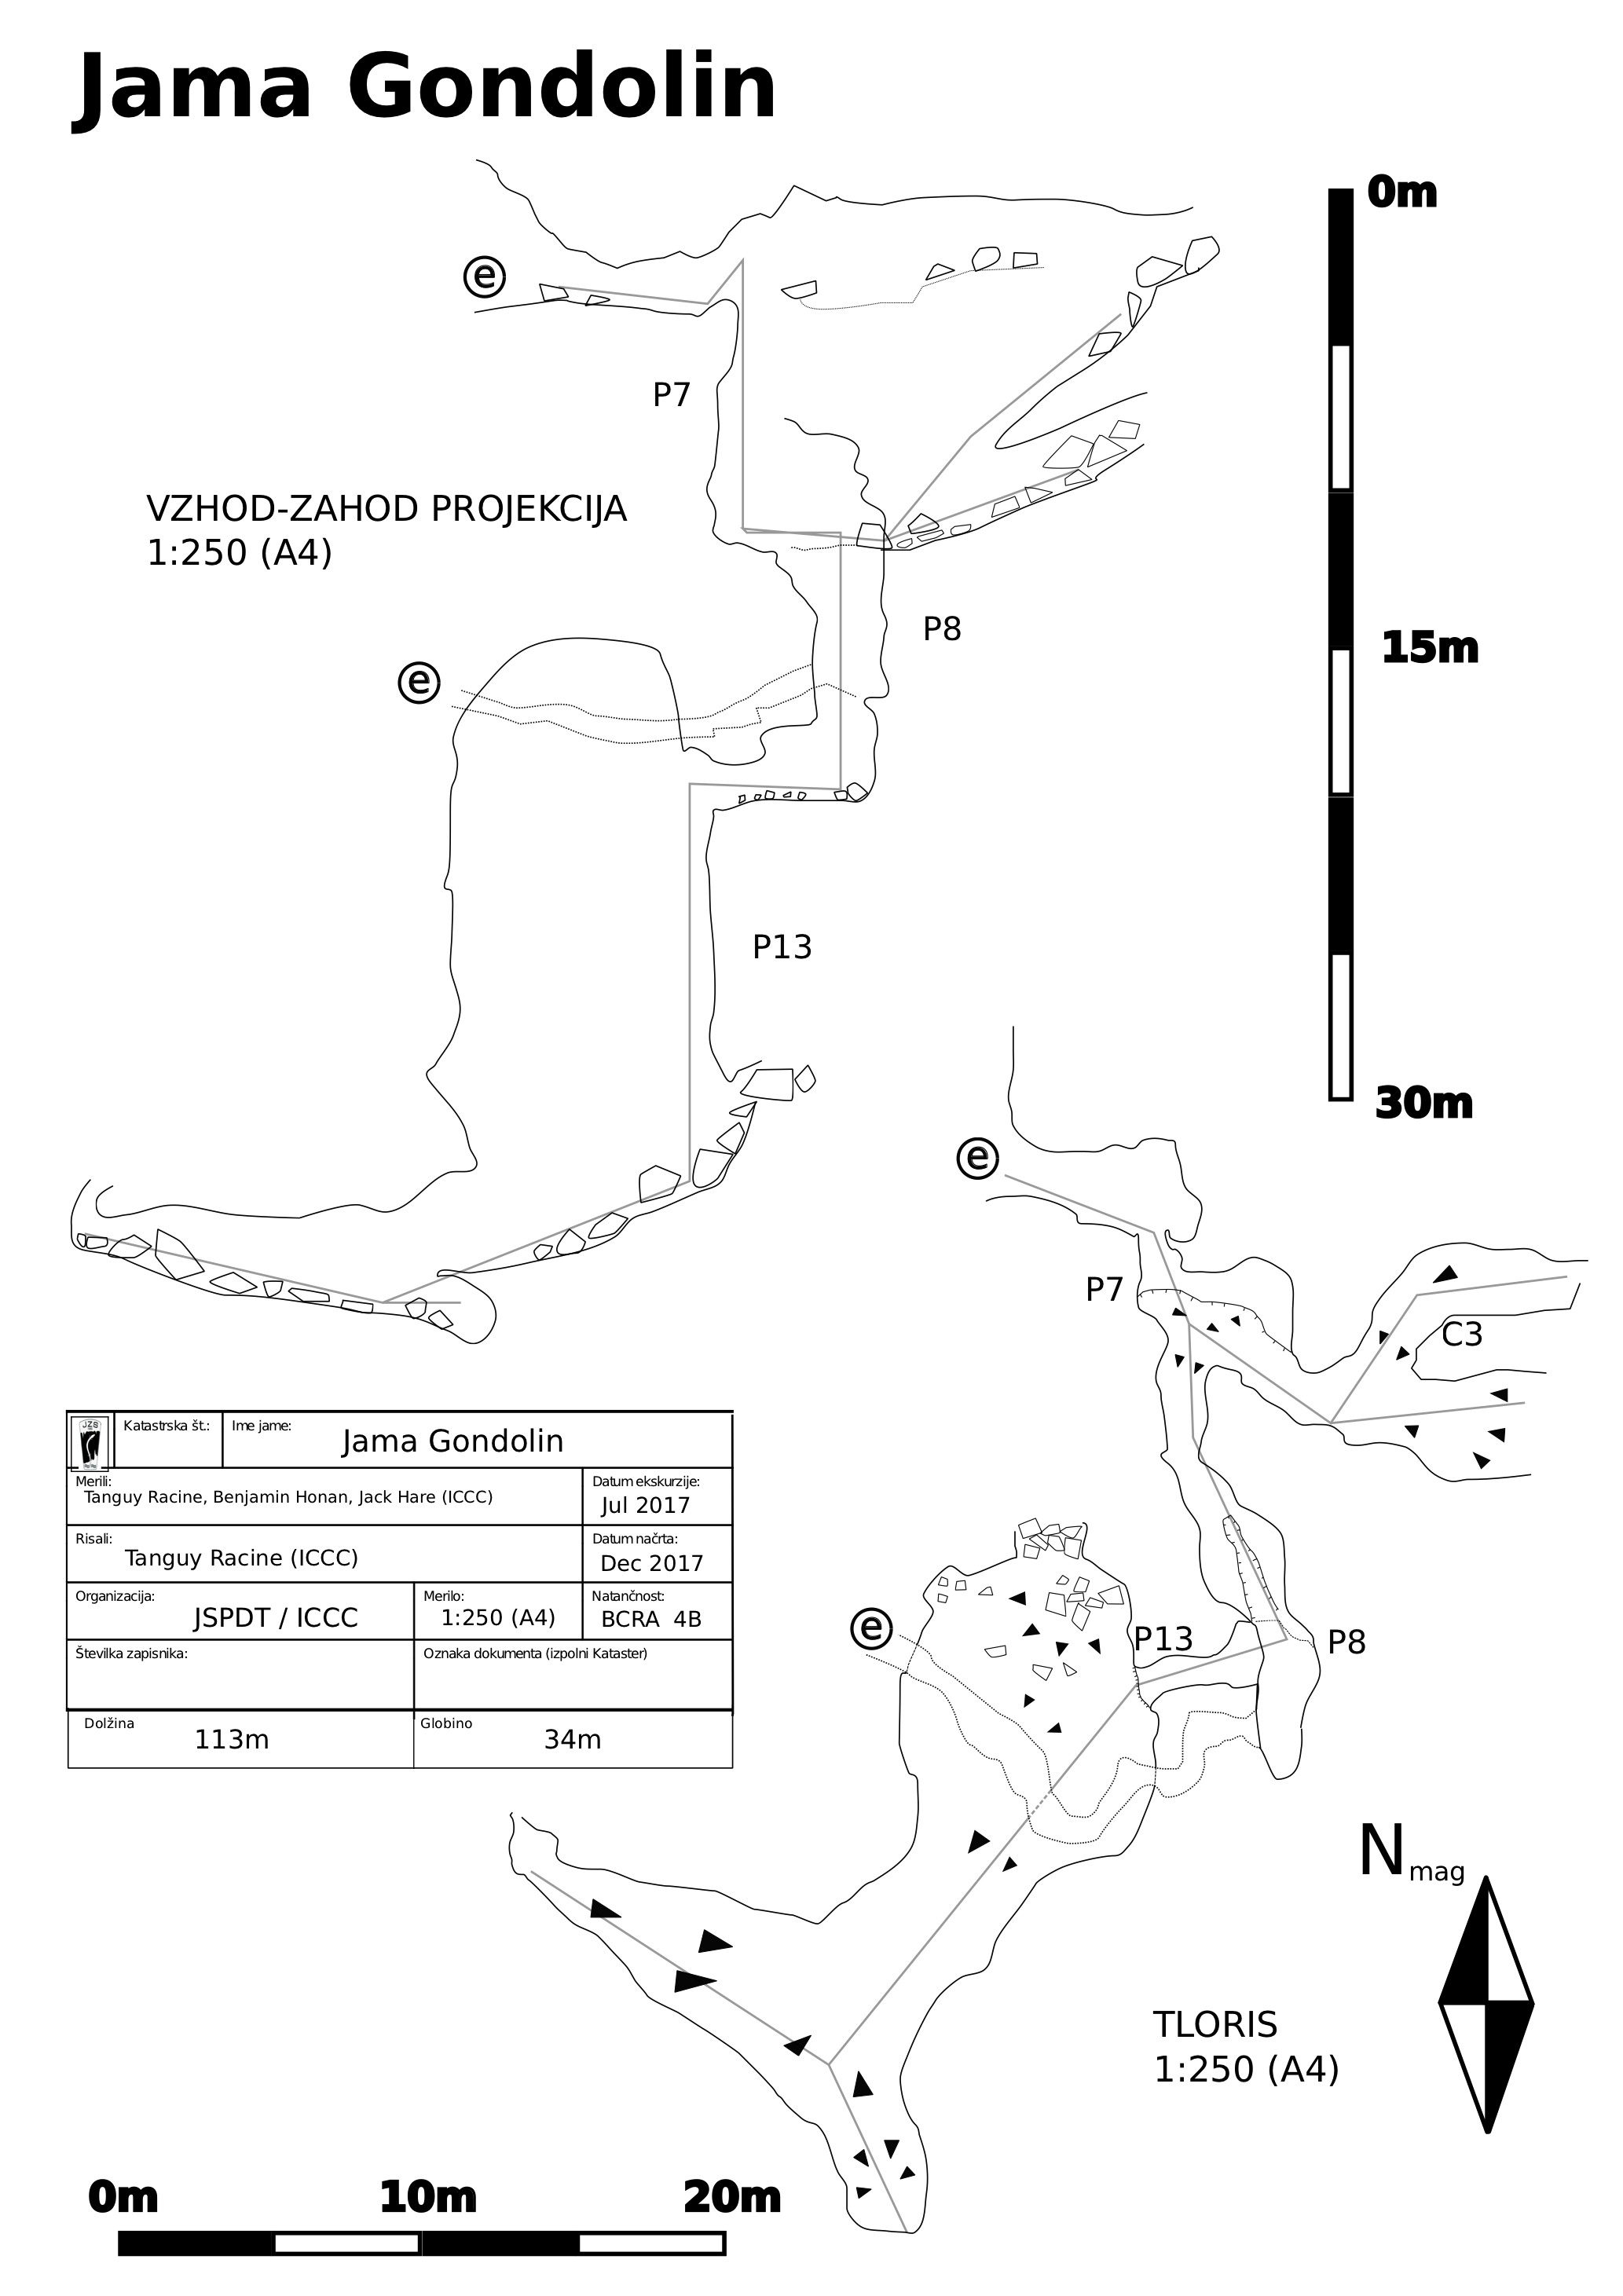 Jama Gondolin
0m
e
P7
VZHOD-ZAHOD PROJEKCIJA
1:250 (A4)
P8
15m
e
P13
30m
e
P7
C3
Katastrska št.:
Ime jame:
Jama Gondolin
Merili:
Tanguy Racine, Benjamin Honan, Jack Hare (ICCC)
Datum ekskurzije:
Jul 2017
Risali:
Tanguy Racine (ICCC)
Datum načrta:
Dec 2017
Organizacija:
JSPDT / ICCC
Merilo:
1:250 (A4)
Natančnost:
BCRA 4B
Številka zapisnika:
Oznaka dokumenta (izpolni Kataster)
Dolžina
113m
Globino
34m
e
P13
P8
N mag
TLORIS
1:250 (A4)
0m 10m 20m